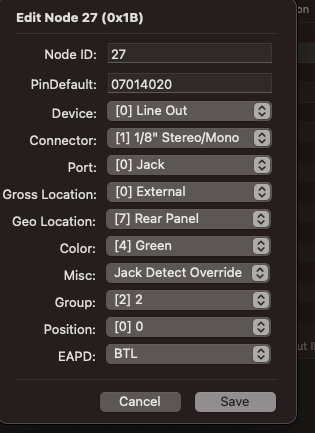 Edit Node 27 (0x1B)
Node ID: 27
PinDefault: 07014020
Device: [0] Line Out
Connector: [1] 1/8" Stereo/Mono
Port: [0] Jack
Gross Location: [0] External
Geo Location: [7] Rear Panel
Color: [4] Green
Misc: Jack Detect Override
Group: [2] 2
Position: [0] 0
EAPD: BTL
Cancel Save